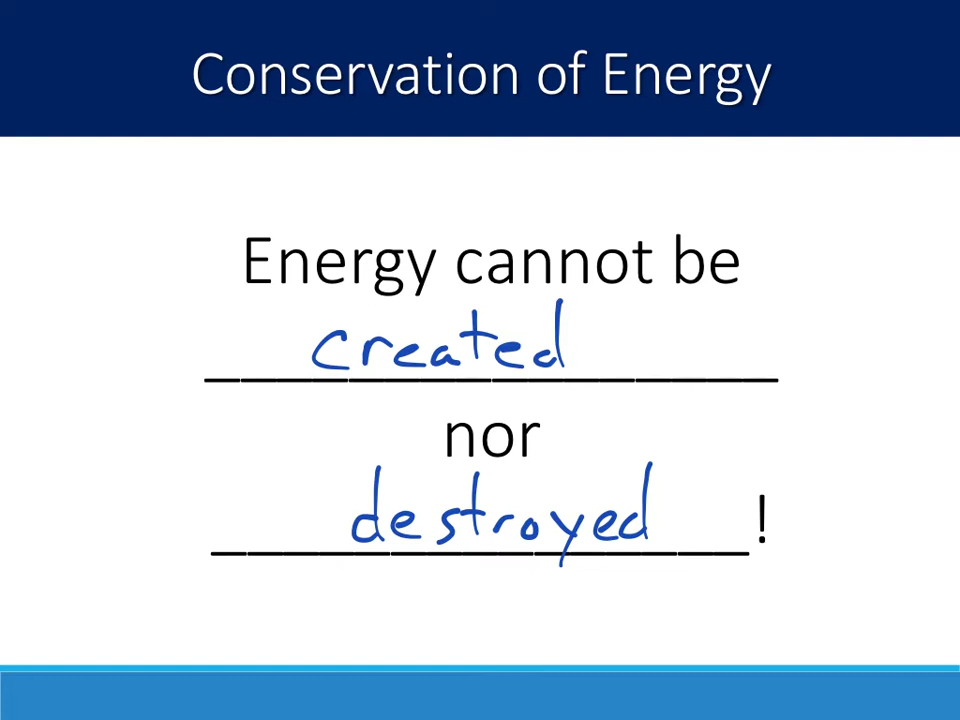 Conservation of Energy
Energy cannot be
created
nor
destroyed!